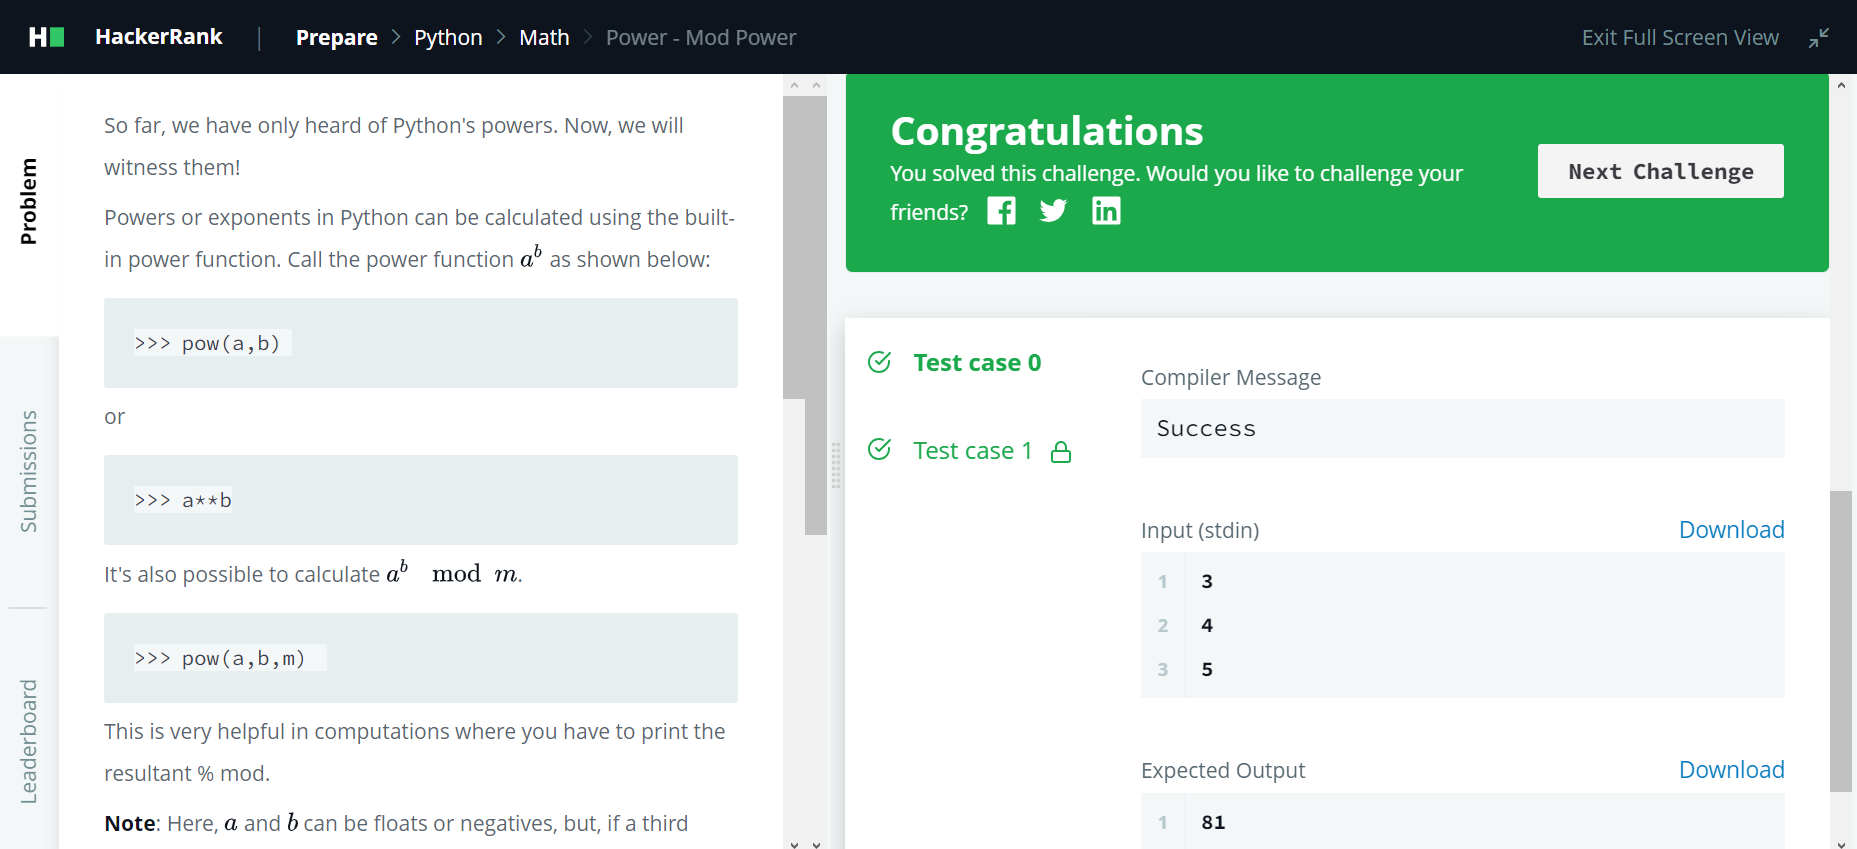 H
HackerRank
Prepare > Python > Math > Power - Mod Power
Exit Full Screen View
Problem
Submissions
Leaderboard
So far, we have only heard of Python's powers. Now, we will
witness them!
Powers or exponents in Python can be calculated using the built-
in power function. Call the power function a^b as shown below:
>>> pow(a,b)
or
>>> a**b
It's also possible to calculate a^b mod m.
>>> pow(a,b,m)
This is very helpful in computations where you have to print the
resultant % mod.
Note: Here, a and b can be floats or negatives, but, if a third
Congratulations
You solved this challenge. Would you like to challenge your
friends?
Next Challenge
Test case 0
Test case 1
Compiler Message
Success
Input (stdin)
Download
1 3
2 4
3 5
Expected Output
Download
1 81